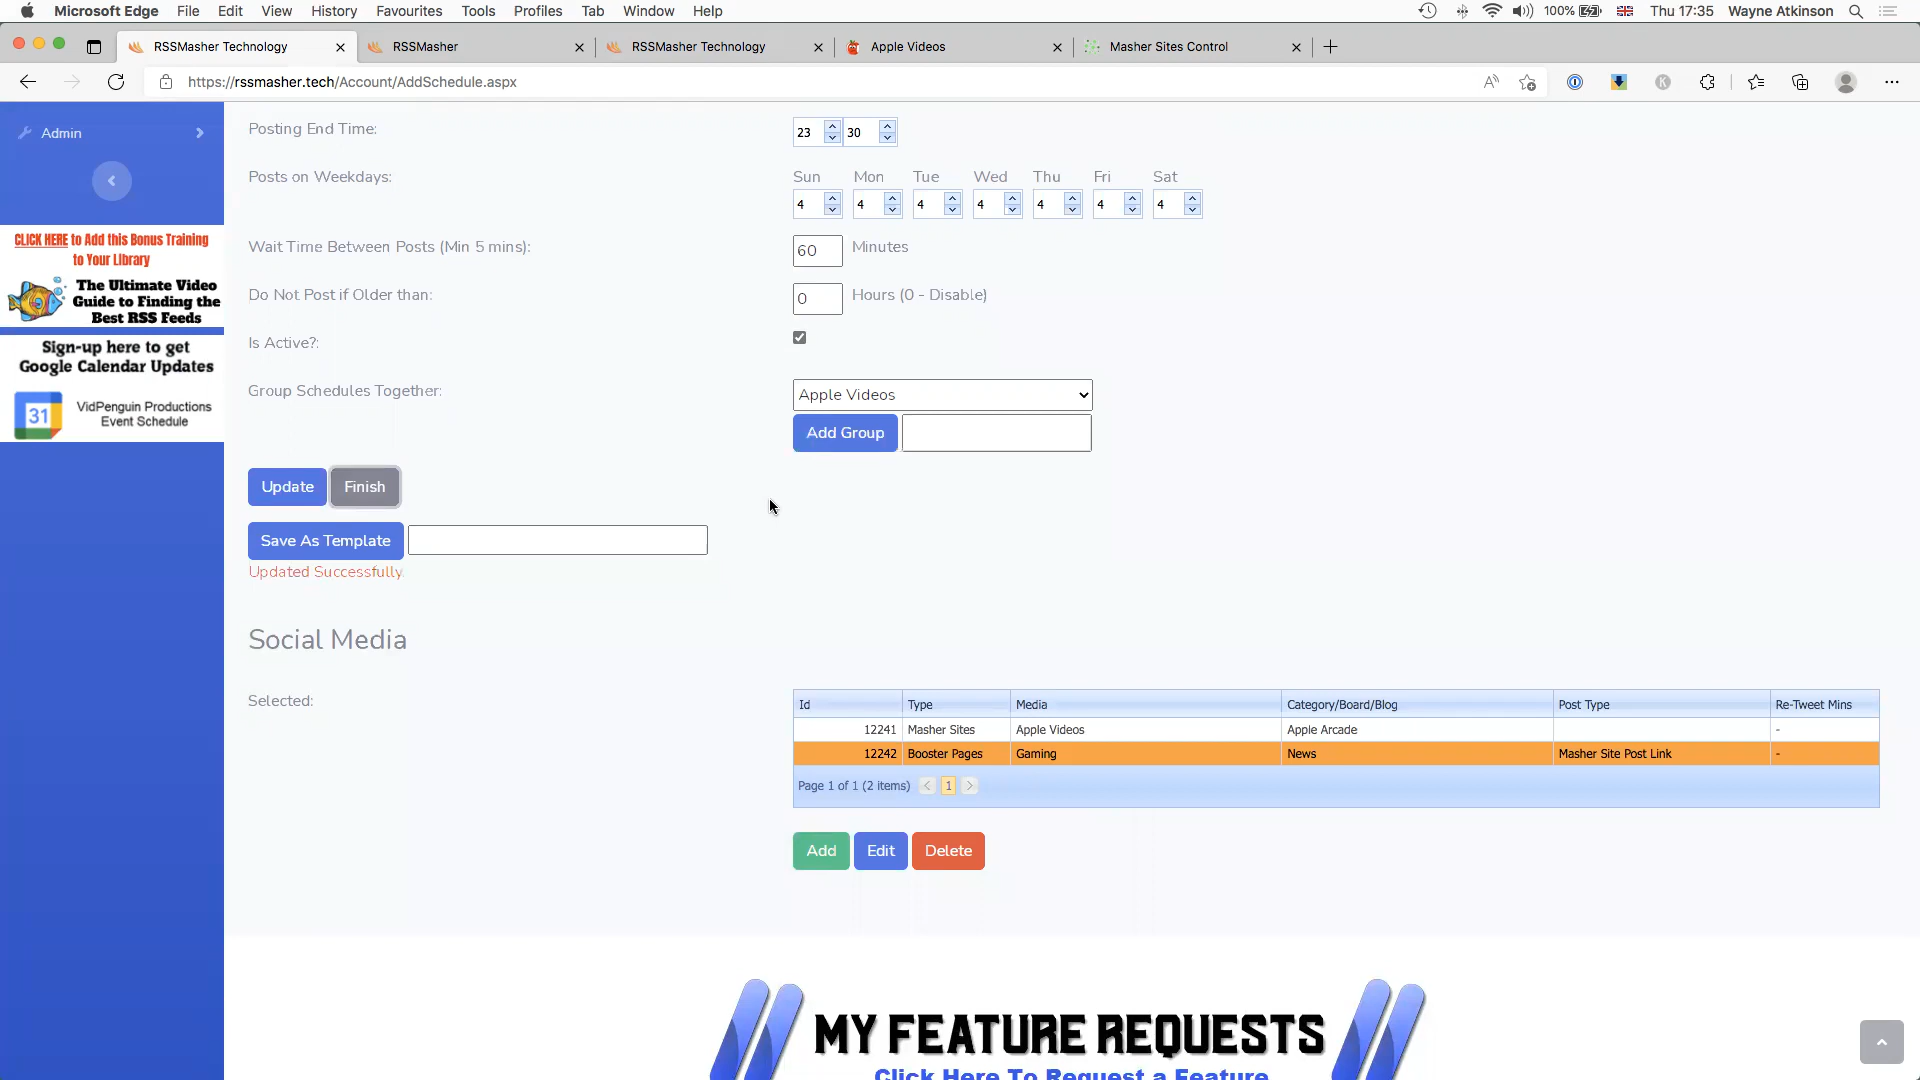 Microsoft Edge File Edit View History Favourites Tools Profiles Tab Window Help 100% Thu 17:35 Wayne Atkinson
RSSMasher Technology RSSMasher RSSMasher Technology Apple Videos Masher Sites Control
https://rssmasher.tech/Account/AddSchedule.aspx
Admin
CLICK HERE to Add this Bonus Training
to Your Library
The Ultimate Video
Guide to Finding the
Best RSS Feeds
Sign-up here to get
Google Calendar Updates
31
VidPenguin Productions
Event Schedule
Posting End Time: 23 30
Posts on Weekdays: Sun Mon Tue Wed Thu Fri Sat
4 4 4 4 4 4 4
Wait Time Between Posts (Min 5 mins): 60 Minutes
Do Not Post if Older than: 0 Hours (0 - Disable)
Is Active?:
Group Schedules Together: Apple Videos
Add Group
Update Finish
Save As Template
Updated Successfully.
Social Media
Selected:
Id Type Media Category/Board/Blog Post Type Re-Tweet Mins
12241 Masher Sites Apple Videos Apple Arcade -
12242 Booster Pages Gaming News Masher Site Post Link -
Page 1 of 1 (2 items) < 1 >
Add Edit Delete
MY FEATURE REQUESTS
Click Here To Request a Feature